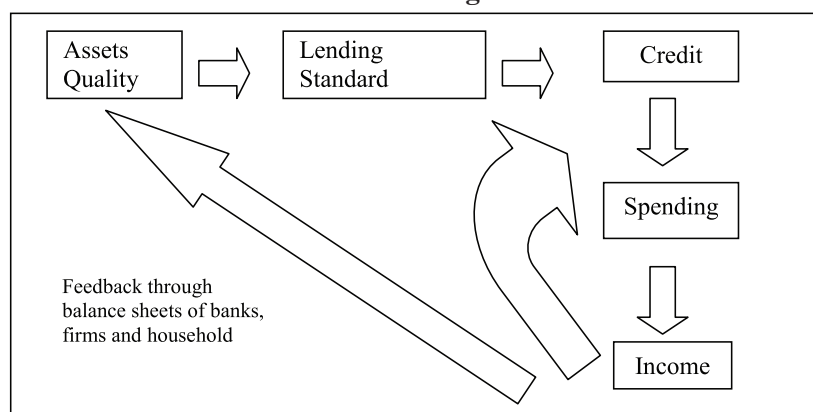 Assets
Quality
Lending
Standard
Credit
Spending
Feedback through
balance sheets of banks,
firms and household
Income